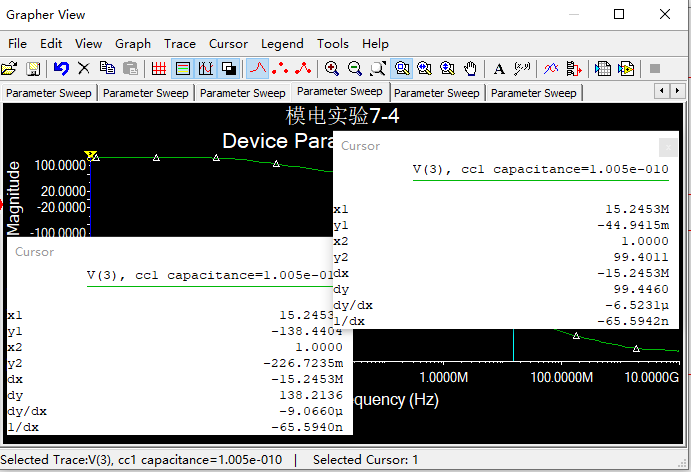 Grapher View
File Edit View Graph Trace Cursor Legend Tools Help
Parameter Sweep Parameter Sweep Parameter Sweep Parameter Sweep Parameter Sweep Parameter Sweep
模电实验7-4
Device Para
Magnitude
100.0000
20.0000
-20.0000
-100.0000
Cursor
V(3), cc1 capacitance=1.005e-010
x1 15.2453M
y1 -44.9415m
x2 1.0000
y2 99.4011
dx -15.2453M
dy 99.4460
dy/dx -6.5231µ
1/dx -65.5942n
Cursor
V(3), cc1 capacitance=1.005e-01
x1 15.2453
y1 -138.4404
x2 1.0000
y2 -226.7235m
dx -15.2453M
dy 138.2136
dy/dx -9.0660µ
1/dx -65.5940n
1.0000M 100.0000M 10.0000G
equency (Hz)
Selected Trace:V(3), cc1 capacitance=1.005e-010 | Selected Cursor: 1